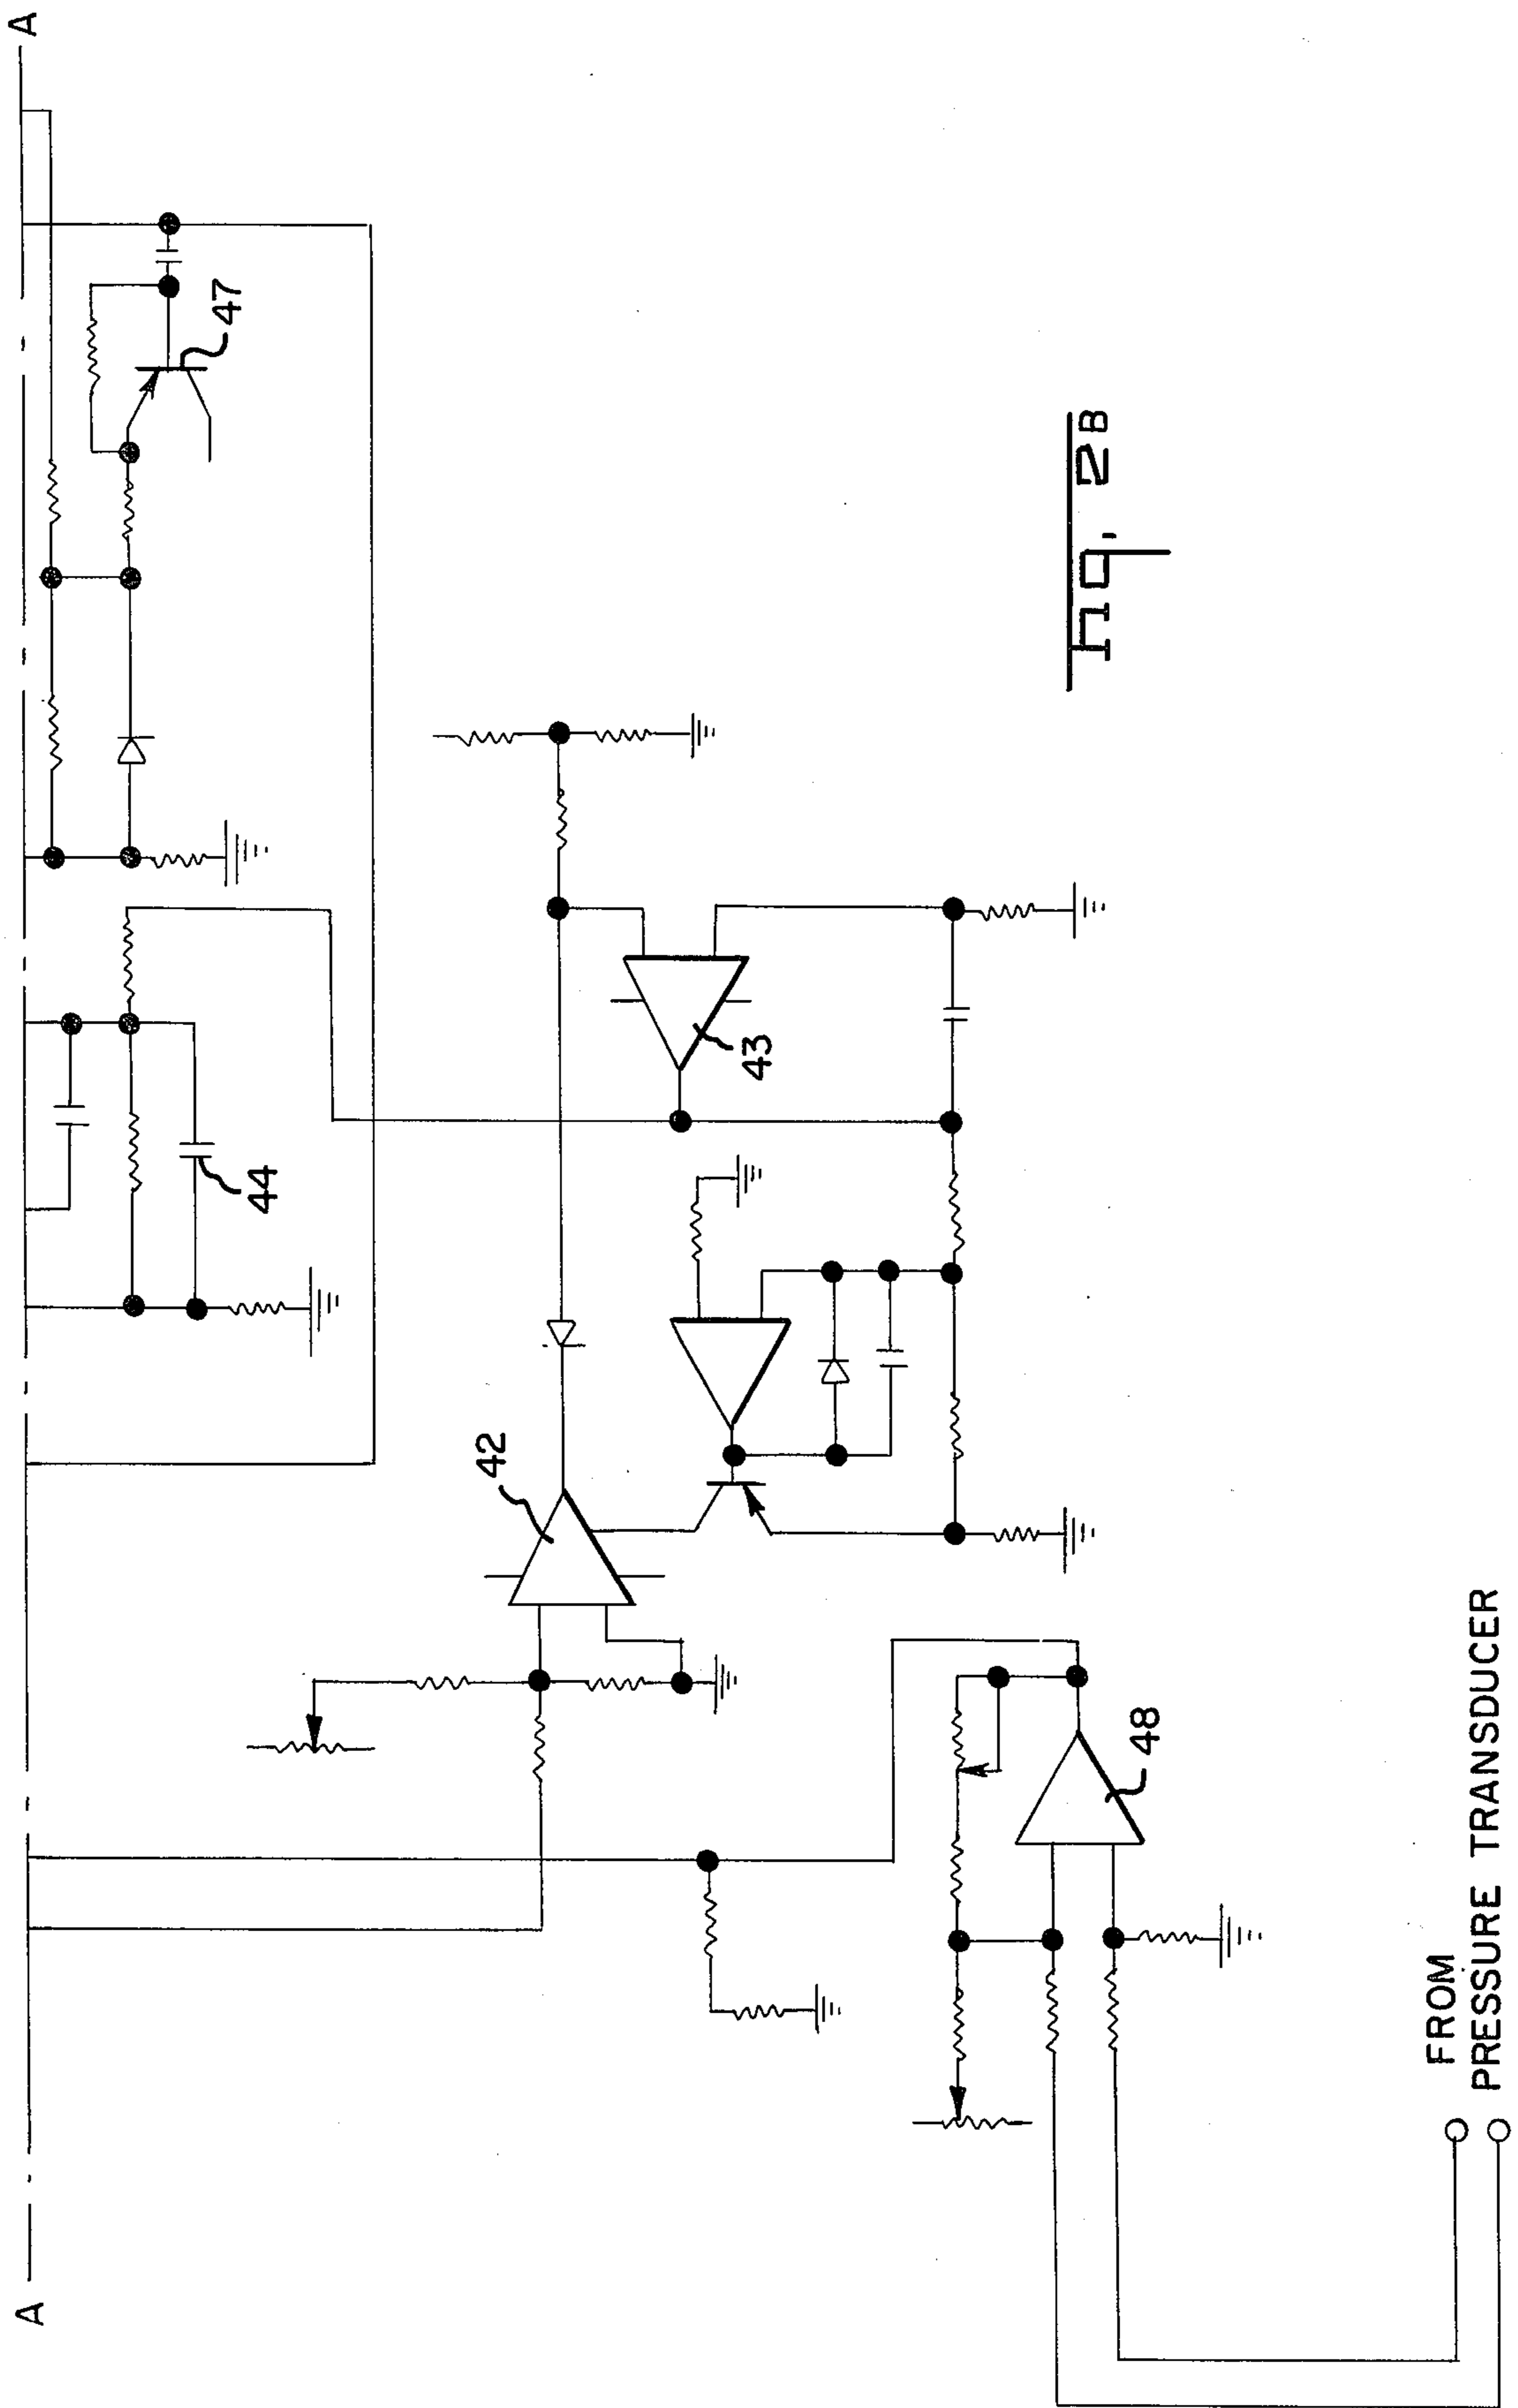 A
A
47
44
42
43
48
FROM
PRESSURE TRANSDUCER
FIG. 2B